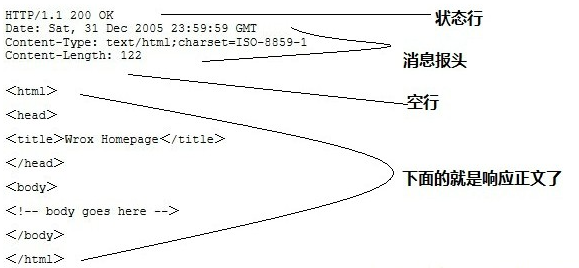 HTTP/1.1 200 OK
Date: Sat, 31 Dec 2005 23:59:59 GMT
Content-Type: text/html;charset=ISO-8859-1
Content-Length: 122
<html>
<head>
<title>Wrox Homepage</title>
</head>
<body>
<!-- body goes here -->
</body>
</html>
状态行
消息报头
空行
下面的就是响应正文了